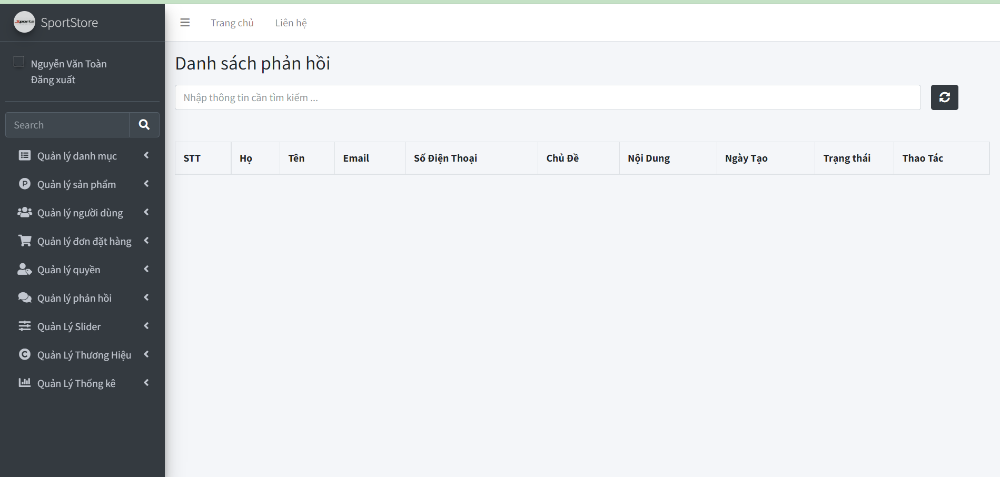 Sports
SportStore
Trang chủ
Liên hệ
Nguyễn Văn Toàn
Đăng xuất
Search
Quản lý danh mục
Quản lý sản phẩm
Quản lý người dùng
Quản lý đơn đặt hàng
Quản lý quyền
Quản lý phản hồi
Quản Lý Slider
Quản Lý Thương Hiệu
Quản Lý Thống kê
Danh sách phản hồi
Nhập thông tin cần tìm kiếm ...
STT Họ Tên Email Số Điện Thoại Chủ Đề Nội Dung Ngày Tạo Trạng thái Thao Tác